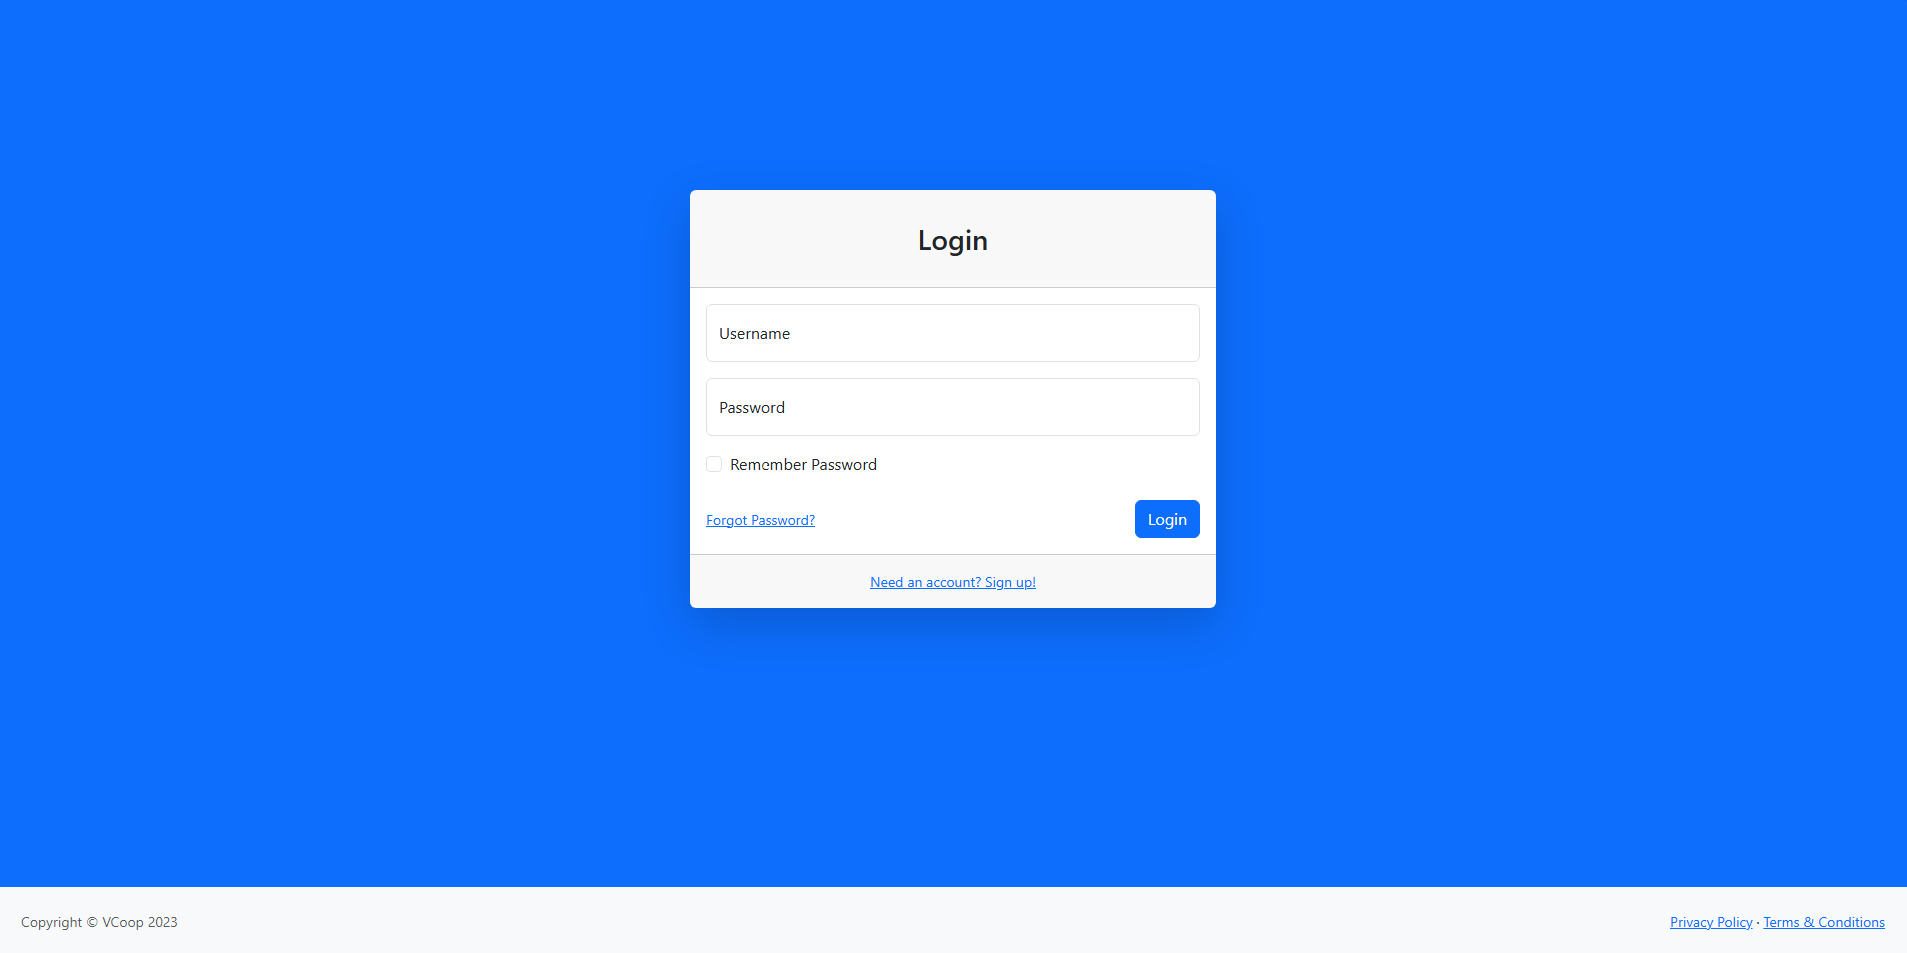 Login
Username
Password
Remember Password
Forgot Password?
Login
Need an account? Sign up!
Copyright © VCoop 2023
Privacy Policy · Terms & Conditions